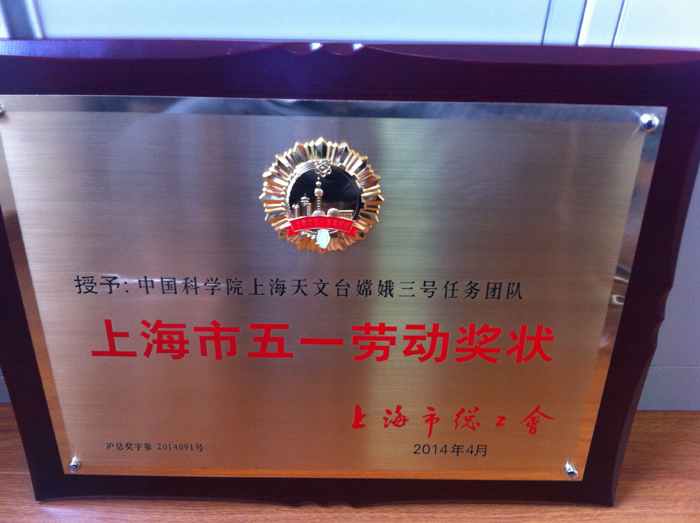 授予:中国科学院上海天文台嫦娥三号任务团队
上海市五一劳动奖状
上海市总工會
沪总奖字第 2014091号
2014年4月